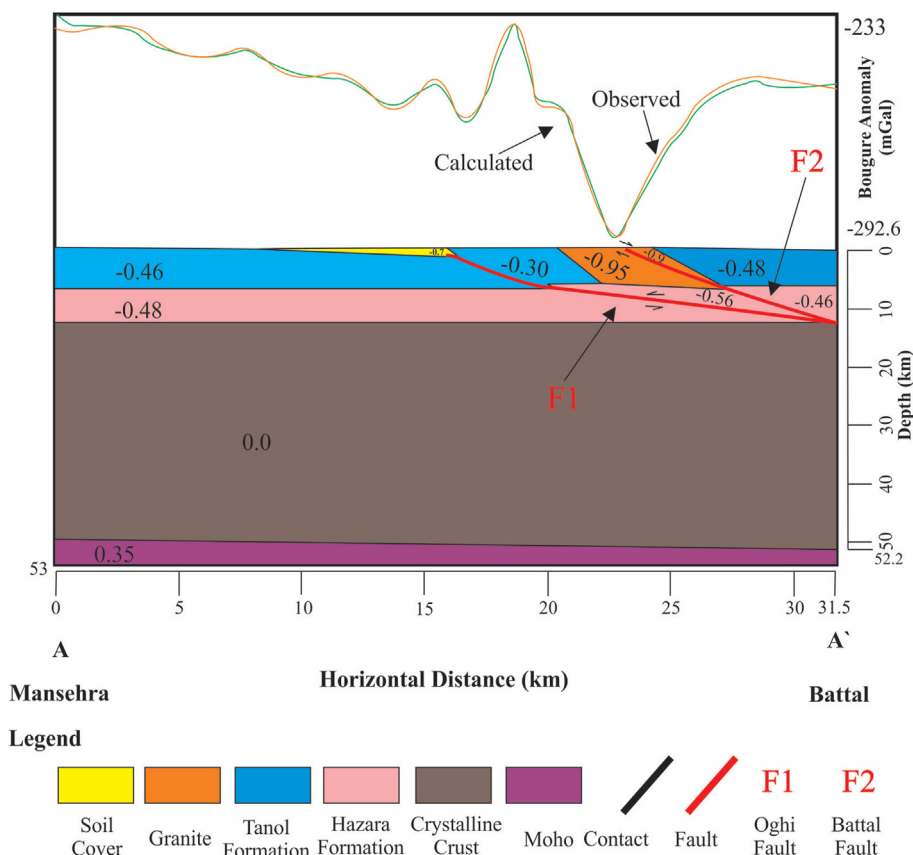 -233
Bougure Anomaly
(mGal)
-292.6
Observed
Calculated
F2
-0.7
-0.9
-0.46
-0.30
-0.95
-0.48
-0.48
-0.56
-0.46
F1
0.0
0.35
0
10
20
30
40
50
52.2
Depth (km)
53
0 5 10 15 20 25 30 31.5
A A`
Horizontal Distance (km)
Mansehra Battal
Legend
F1 F2
Soil Cover
Granite
Tanol Formation
Hazara Formation
Crystalline Crust
Moho
Contact
Fault
Oghi Fault
Battal Fault